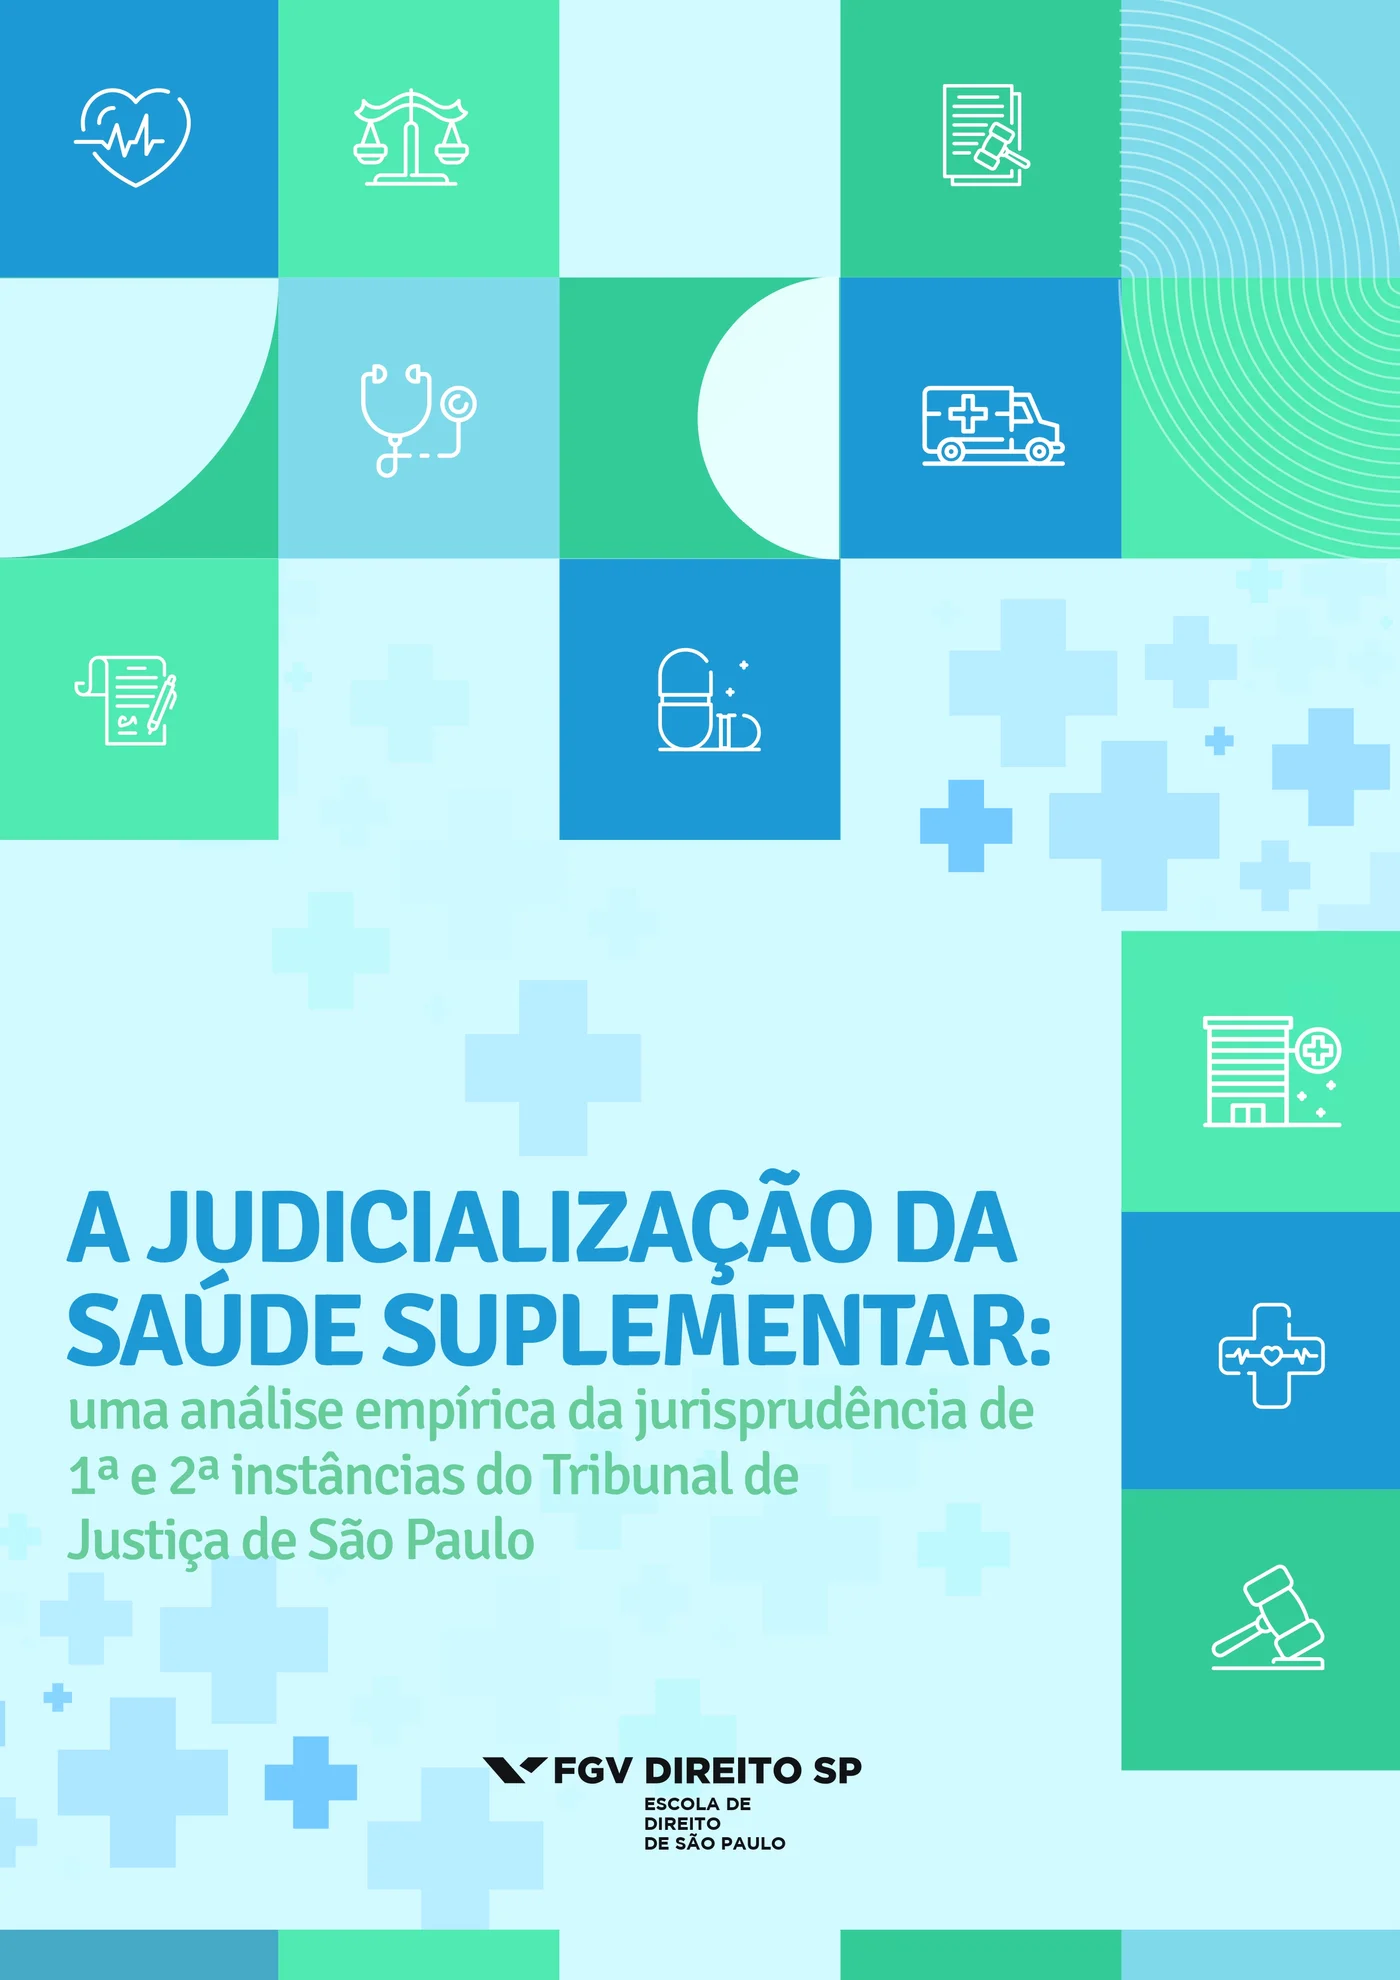 A JUDICIALIZAÇÃO DA
SAÚDE SUPLEMENTAR:
uma análise empírica da jurisprudência de
1ª e 2ª instâncias do Tribunal de
Justiça de São Paulo
FGV DIREITO SP
ESCOLA DE
DIREITO
DE SÃO PAULO